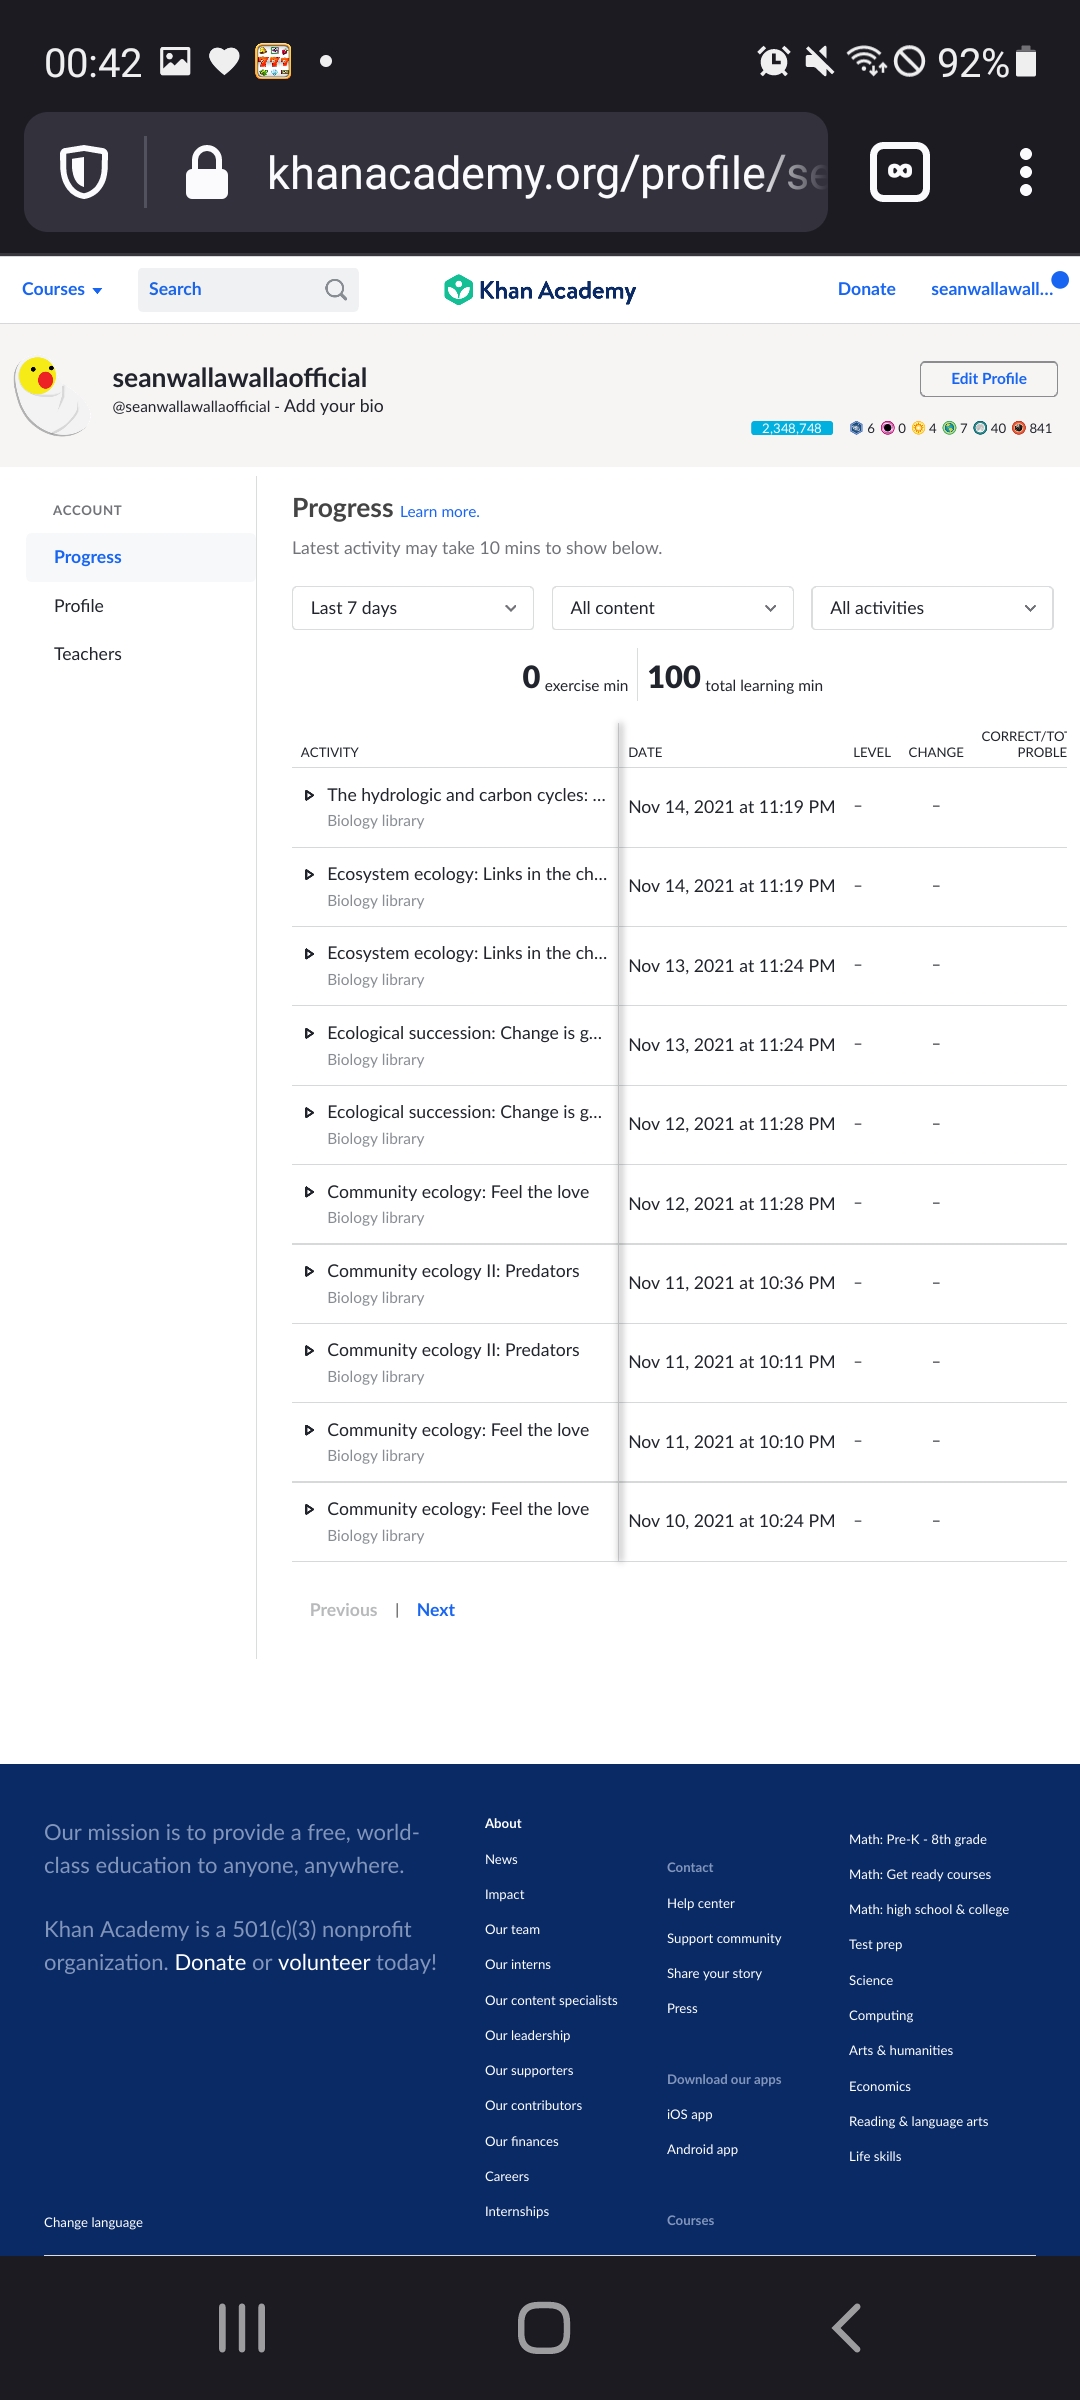 00:42
92%
khanacademy.org/profile/se
Courses
Search
Khan Academy
Donate
seanwallawall...
seanwallawallaofficial
@seanwallawallaofficial - Add your bio
Edit Profile
2,348,748 6 0 4 7 40 841
ACCOUNT
Progress
Profile
Teachers
Progress Learn more.
Latest activity may take 10 mins to show below.
Last 7 days
All content
All activities
0 exercise min
100 total learning min
ACTIVITY DATE LEVEL CHANGE CORRECT/TOT
PROBLE
The hydrologic and carbon cycles: ...
Biology library
Nov 14, 2021 at 11:19 PM – –
Ecosystem ecology: Links in the ch...
Biology library
Nov 14, 2021 at 11:19 PM – –
Ecosystem ecology: Links in the ch...
Biology library
Nov 13, 2021 at 11:24 PM – –
Ecological succession: Change is g...
Biology library
Nov 13, 2021 at 11:24 PM – –
Ecological succession: Change is g...
Biology library
Nov 12, 2021 at 11:28 PM – –
Community ecology: Feel the love
Biology library
Nov 12, 2021 at 11:28 PM – –
Community ecology II: Predators
Biology library
Nov 11, 2021 at 10:36 PM – –
Community ecology II: Predators
Biology library
Nov 11, 2021 at 10:11 PM – –
Community ecology: Feel the love
Biology library
Nov 11, 2021 at 10:10 PM – –
Community ecology: Feel the love
Biology library
Nov 10, 2021 at 10:24 PM – –
Previous | Next
Our mission is to provide a free, world-
class education to anyone, anywhere.
Khan Academy is a 501(c)(3) nonprofit
organization. Donate or volunteer today!
Change language
About
News
Impact
Our team
Our interns
Our content specialists
Our leadership
Our supporters
Our contributors
Our finances
Careers
Internships
Contact
Help center
Support community
Share your story
Press
Download our apps
iOS app
Android app
Courses
Math: Pre-K - 8th grade
Math: Get ready courses
Math: high school & college
Test prep
Science
Computing
Arts & humanities
Economics
Reading & language arts
Life skills